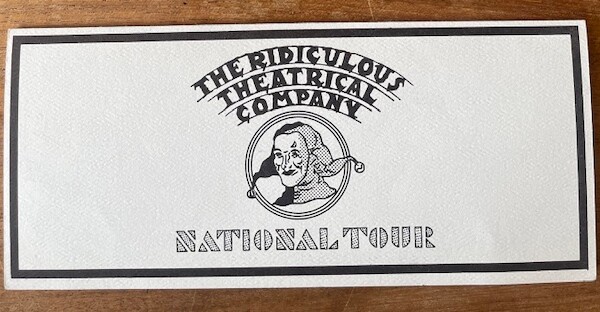 THE RIDICULOUS
THEATRICAL
COMPANY
NATIONAL TOUR